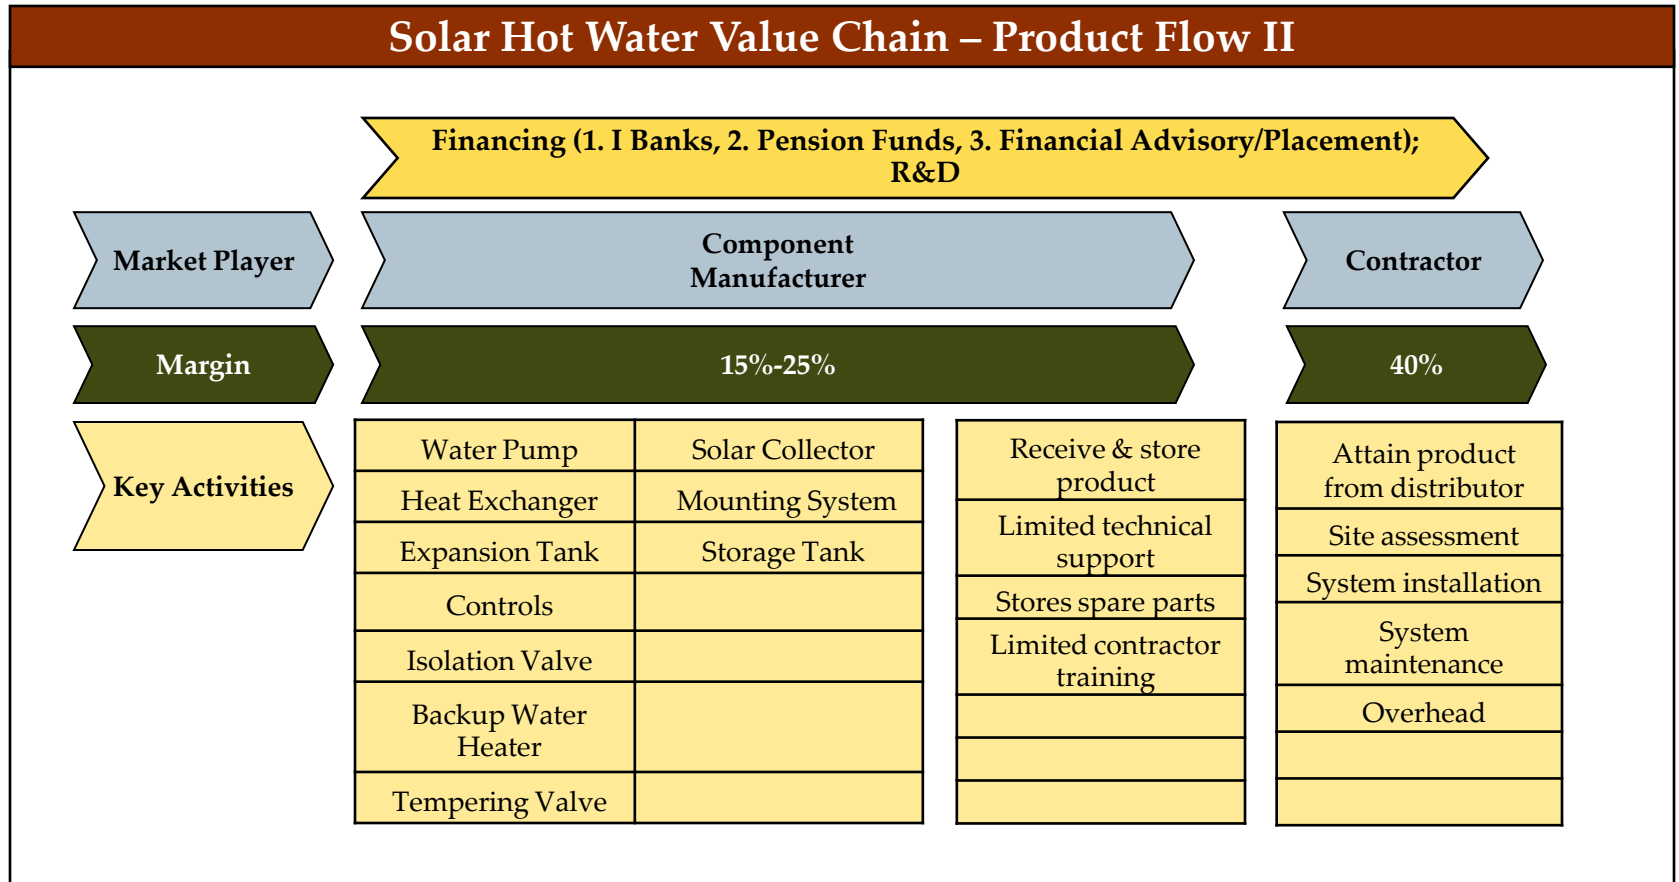 Solar Hot Water Value Chain – Product Flow II
Financing (1. I Banks, 2. Pension Funds, 3. Financial Advisory/Placement);
R&D
Market Player
Component
Manufacturer
Contractor
Margin
15%-25%
40%
Key Activities
Water Pump
Heat Exchanger
Expansion Tank
Controls
Isolation Valve
Backup Water
Heater
Tempering Valve
Solar Collector
Mounting System
Storage Tank
Receive & store
product
Limited technical
support
Stores spare parts
Limited contractor
training
Attain product
from distributor
Site assessment
System installation
System
maintenance
Overhead